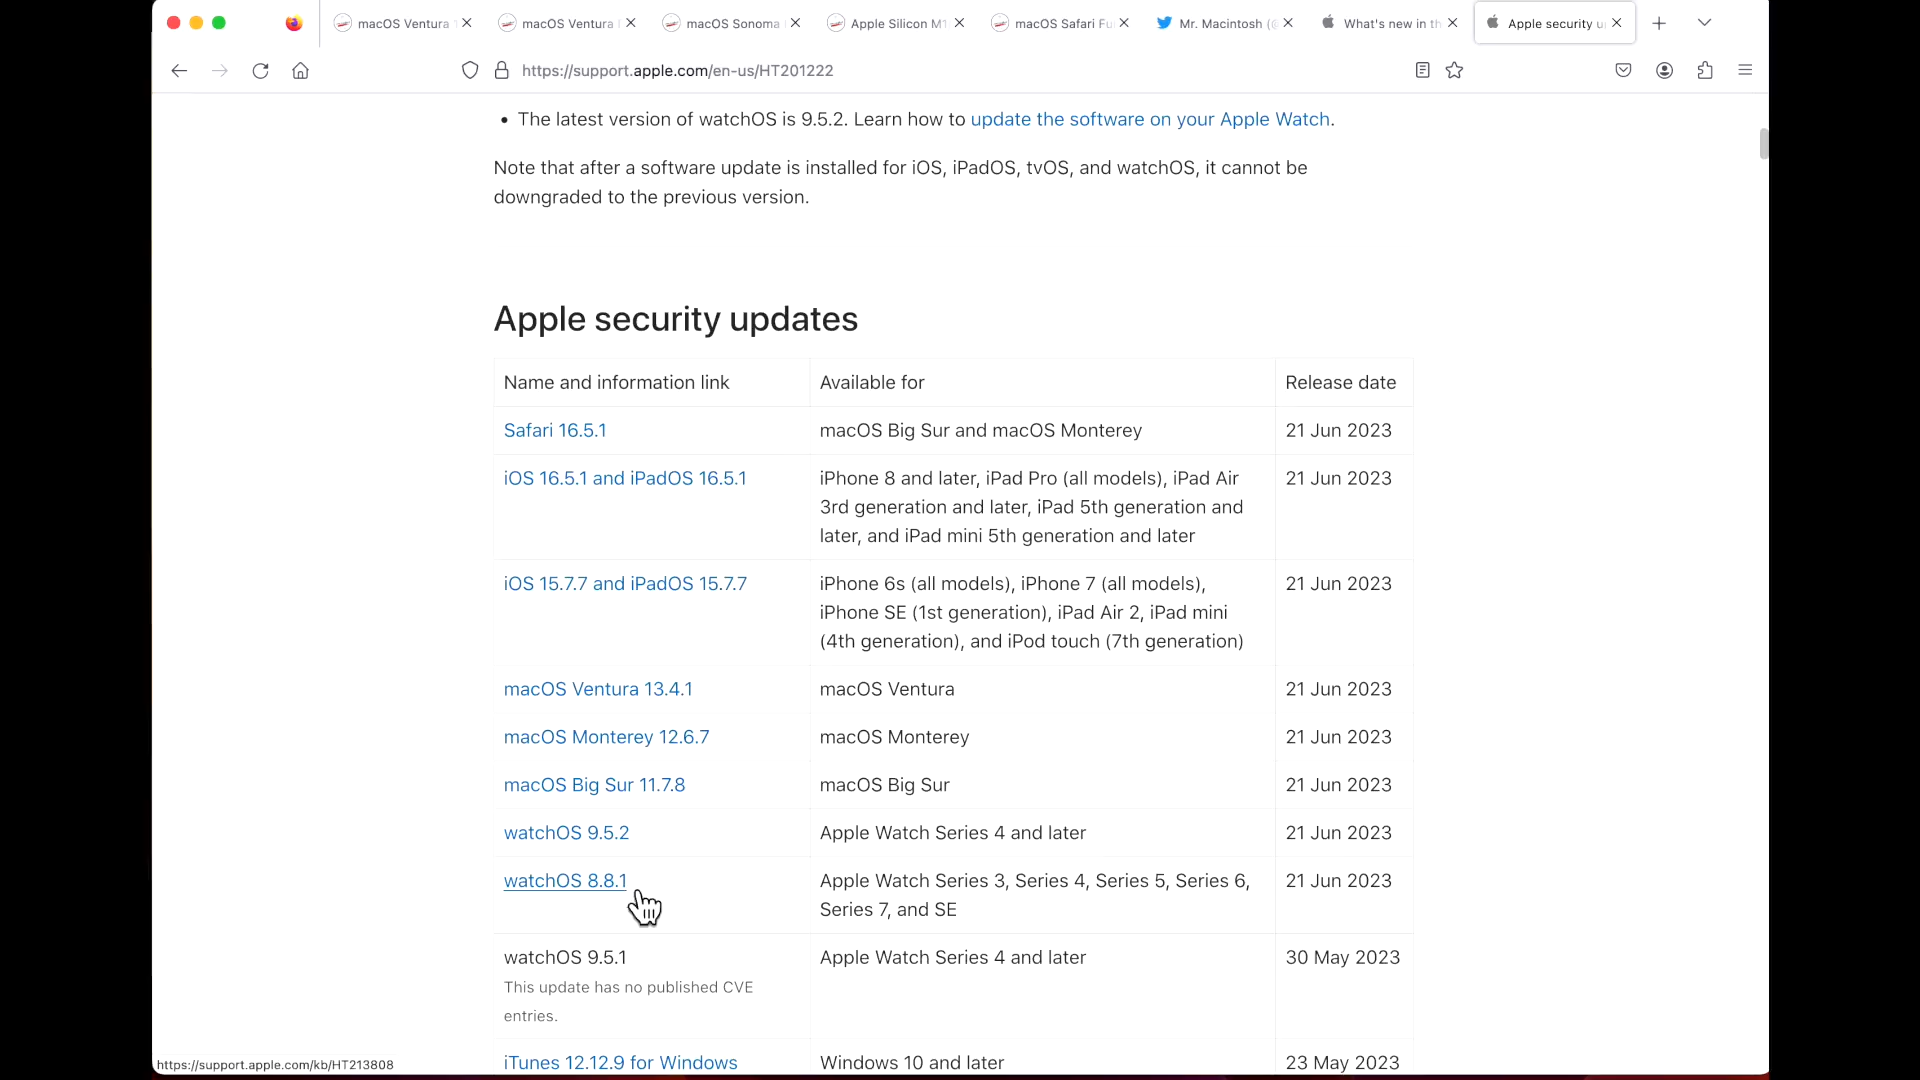 macOS Ventura
macOS Ventura
macOS Sonoma
Apple Silicon M1
macOS Safari Fu
Mr. Macintosh (@
What's new in th
Apple security u
https://support.apple.com/en-us/HT201222
• The latest version of watchOS is 9.5.2. Learn how to update the software on your Apple Watch.
Note that after a software update is installed for iOS, iPadOS, tvOS, and watchOS, it cannot be
downgraded to the previous version.
Apple security updates
Name and information link Available for Release date
Safari 16.5.1 macOS Big Sur and macOS Monterey 21 Jun 2023
iOS 16.5.1 and iPadOS 16.5.1 iPhone 8 and later, iPad Pro (all models), iPad Air 21 Jun 2023
3rd generation and later, iPad 5th generation and
later, and iPad mini 5th generation and later
iOS 15.7.7 and iPadOS 15.7.7 iPhone 6s (all models), iPhone 7 (all models), 21 Jun 2023
iPhone SE (1st generation), iPad Air 2, iPad mini
(4th generation), and iPod touch (7th generation)
macOS Ventura 13.4.1 macOS Ventura 21 Jun 2023
macOS Monterey 12.6.7 macOS Monterey 21 Jun 2023
macOS Big Sur 11.7.8 macOS Big Sur 21 Jun 2023
watchOS 9.5.2 Apple Watch Series 4 and later 21 Jun 2023
watchOS 8.8.1 Apple Watch Series 3, Series 4, Series 5, Series 6, 21 Jun 2023
Series 7, and SE
watchOS 9.5.1 Apple Watch Series 4 and later 30 May 2023
This update has no published CVE
entries.
iTunes 12.12.9 for Windows Windows 10 and later 23 May 2023
https://support.apple.com/kb/HT213808